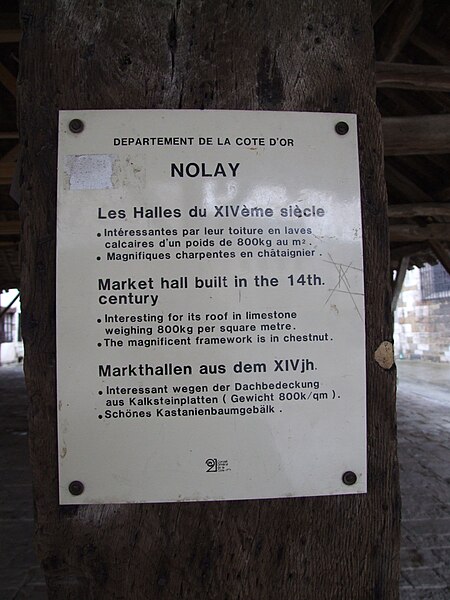 DEPARTEMENT DE LA COTE D'OR
NOLAY
Les Halles du XIVème siècle
• Intéressantes par leur toiture en laves
calcaires d'un poids de 800kg au m².
• Magnifiques charpentes en châtaignier.
Market hall built in the 14th.
century
• Interesting for its roof in limestone
weighing 800kg per square metre.
• The magnificent framework is in chestnut.
Markthallen aus dem XIVjh.
• Interessant wegen der Dachbedeckung
aus Kalksteinplatten ( Gewicht 800k/qm ).
• Schönes Kastanienbaumgebälk .